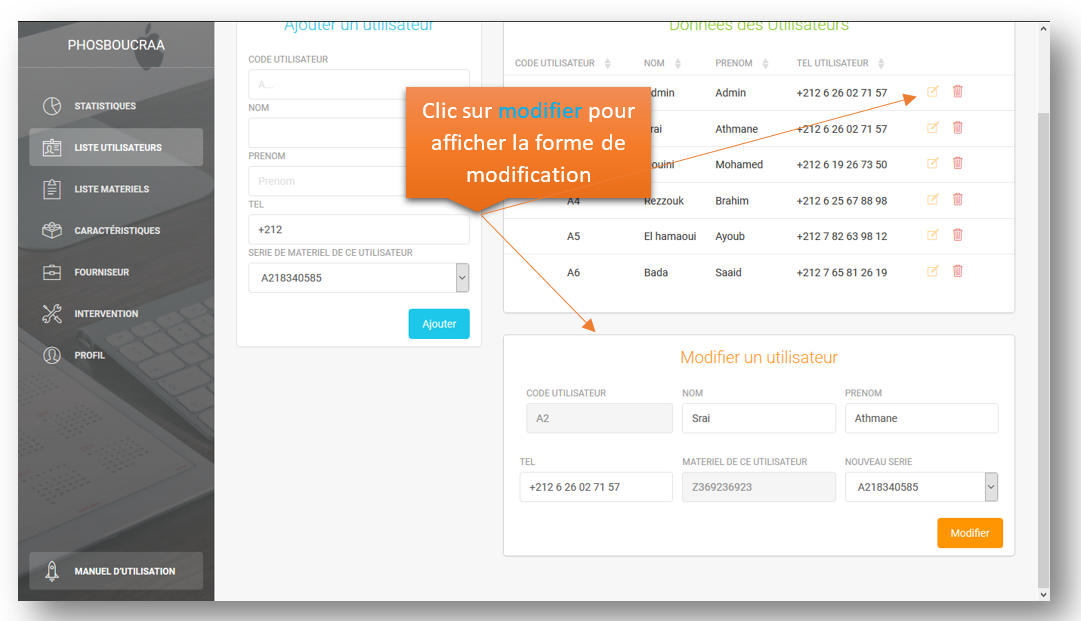 PHOSBOUCRAA
STATISTIQUES
LISTE UTILISATEURS
LISTE MATERIELS
CARACTÉRISTIQUES
FOURNISEUR
INTERVENTION
PROFIL
MANUEL D'UTILISATION
Ajouter un utilisateur
CODE UTILISATEUR
A...
NOM
PRENOM
Prenom
TEL
+212
SERIE DE MATERIEL DE CE UTILISATEUR
A218340585
Ajouter
Clic sur modifier pour
afficher la forme de
modification
Données des Utilisateurs
CODE UTILISATEUR NOM PRENOM TEL UTILISATEUR
Admin +212 6 26 02 71 57
Athmane +212 6 26 02 71 57
Mohamed +212 6 19 26 73 50
A4 Rezzouk Brahim +212 6 25 67 88 98
A5 El hamaoui Ayoub +212 7 82 63 98 12
A6 Bada Saaid +212 7 65 81 26 19
Modifier un utilisateur
CODE UTILISATEUR NOM PRENOM
A2 Srai Athmane
TEL MATERIEL DE CE UTILISATEUR NOUVEAU SERIE
+212 6 26 02 71 57 Z369236923 A218340585
Modifier